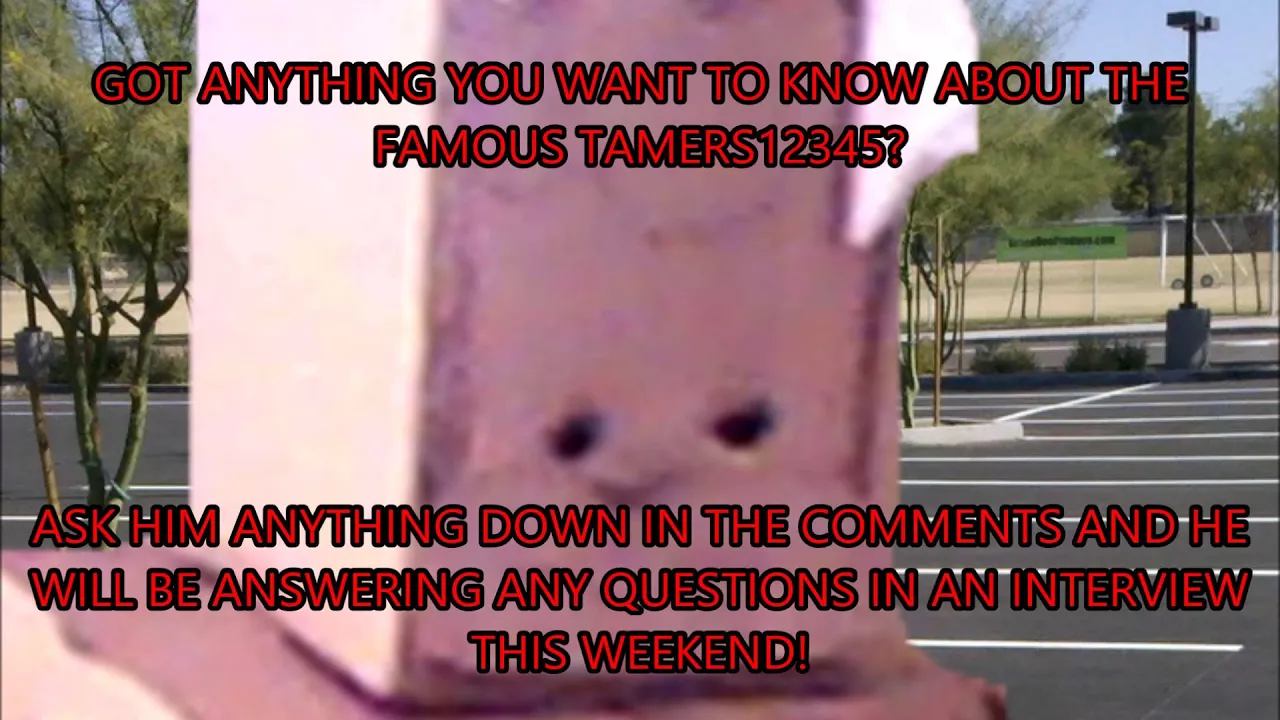 GOT ANYTHING YOU WANT TO KNOW ABOUT THE
FAMOUS TAMERS12345?
ASK HIM ANYTHING DOWN IN THE COMMENTS AND HE
WILL BE ANSWERING ANY QUESTIONS IN AN INTERVIEW
THIS WEEKEND!